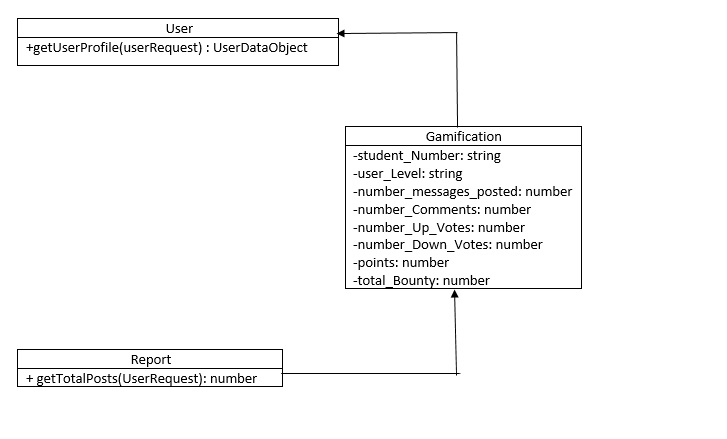 User
+getUserProfile(userRequest) : UserDataObject
Gamification
-student_Number: string
-user_Level: string
-number_messages_posted: number
-number_Comments: number
-number_Up_Votes: number
-number_Down_Votes: number
-points: number
-total_Bounty: number
Report
+ getTotalPosts(UserRequest): number